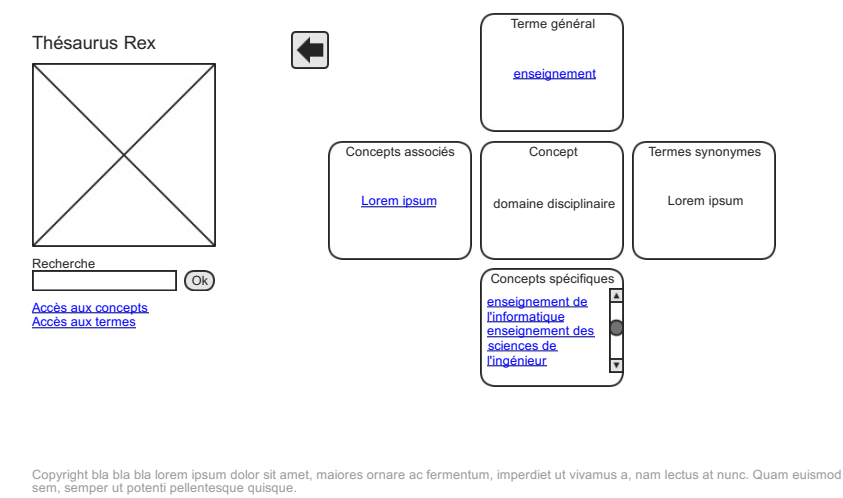 Thésaurus Rex
Recherche
Ok
Accès aux concepts
Accès aux termes
Terme général
enseignement
Concepts associés
Lorem ipsum
Concept
domaine disciplinaire
Termes synonymes
Lorem ipsum
Concepts spécifiques
enseignement de
l'informatique
enseignement des
sciences de
l'ingénieur
Copyright bla bla bla lorem ipsum dolor sit amet, maiores ornare ac fermentum, imperdiet ut vivamus a, nam lectus at nunc. Quam euismod
sem, semper ut potenti pellentesque quisque.